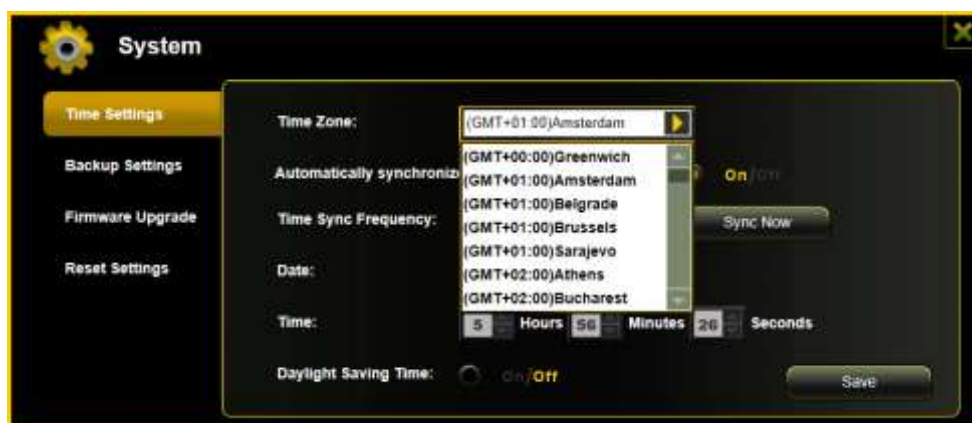 System
Time Settings
Backup Settings
Firmware Upgrade
Reset Settings
Time Zone: (GMT+01:00)Amsterdam
(GMT+00:00)Greenwich
(GMT+01:00)Amsterdam
(GMT+01:00)Belgrade
(GMT+01:00)Brussels
(GMT+01:00)Sarajevo
(GMT+02:00)Athens
(GMT+02:00)Bucharest
Automatically synchroniz On/Off
Time Sync Frequency: Sync Now
Date:
Time: 5 Hours 56 Minutes 26 Seconds
Daylight Saving Time: On/Off
Save